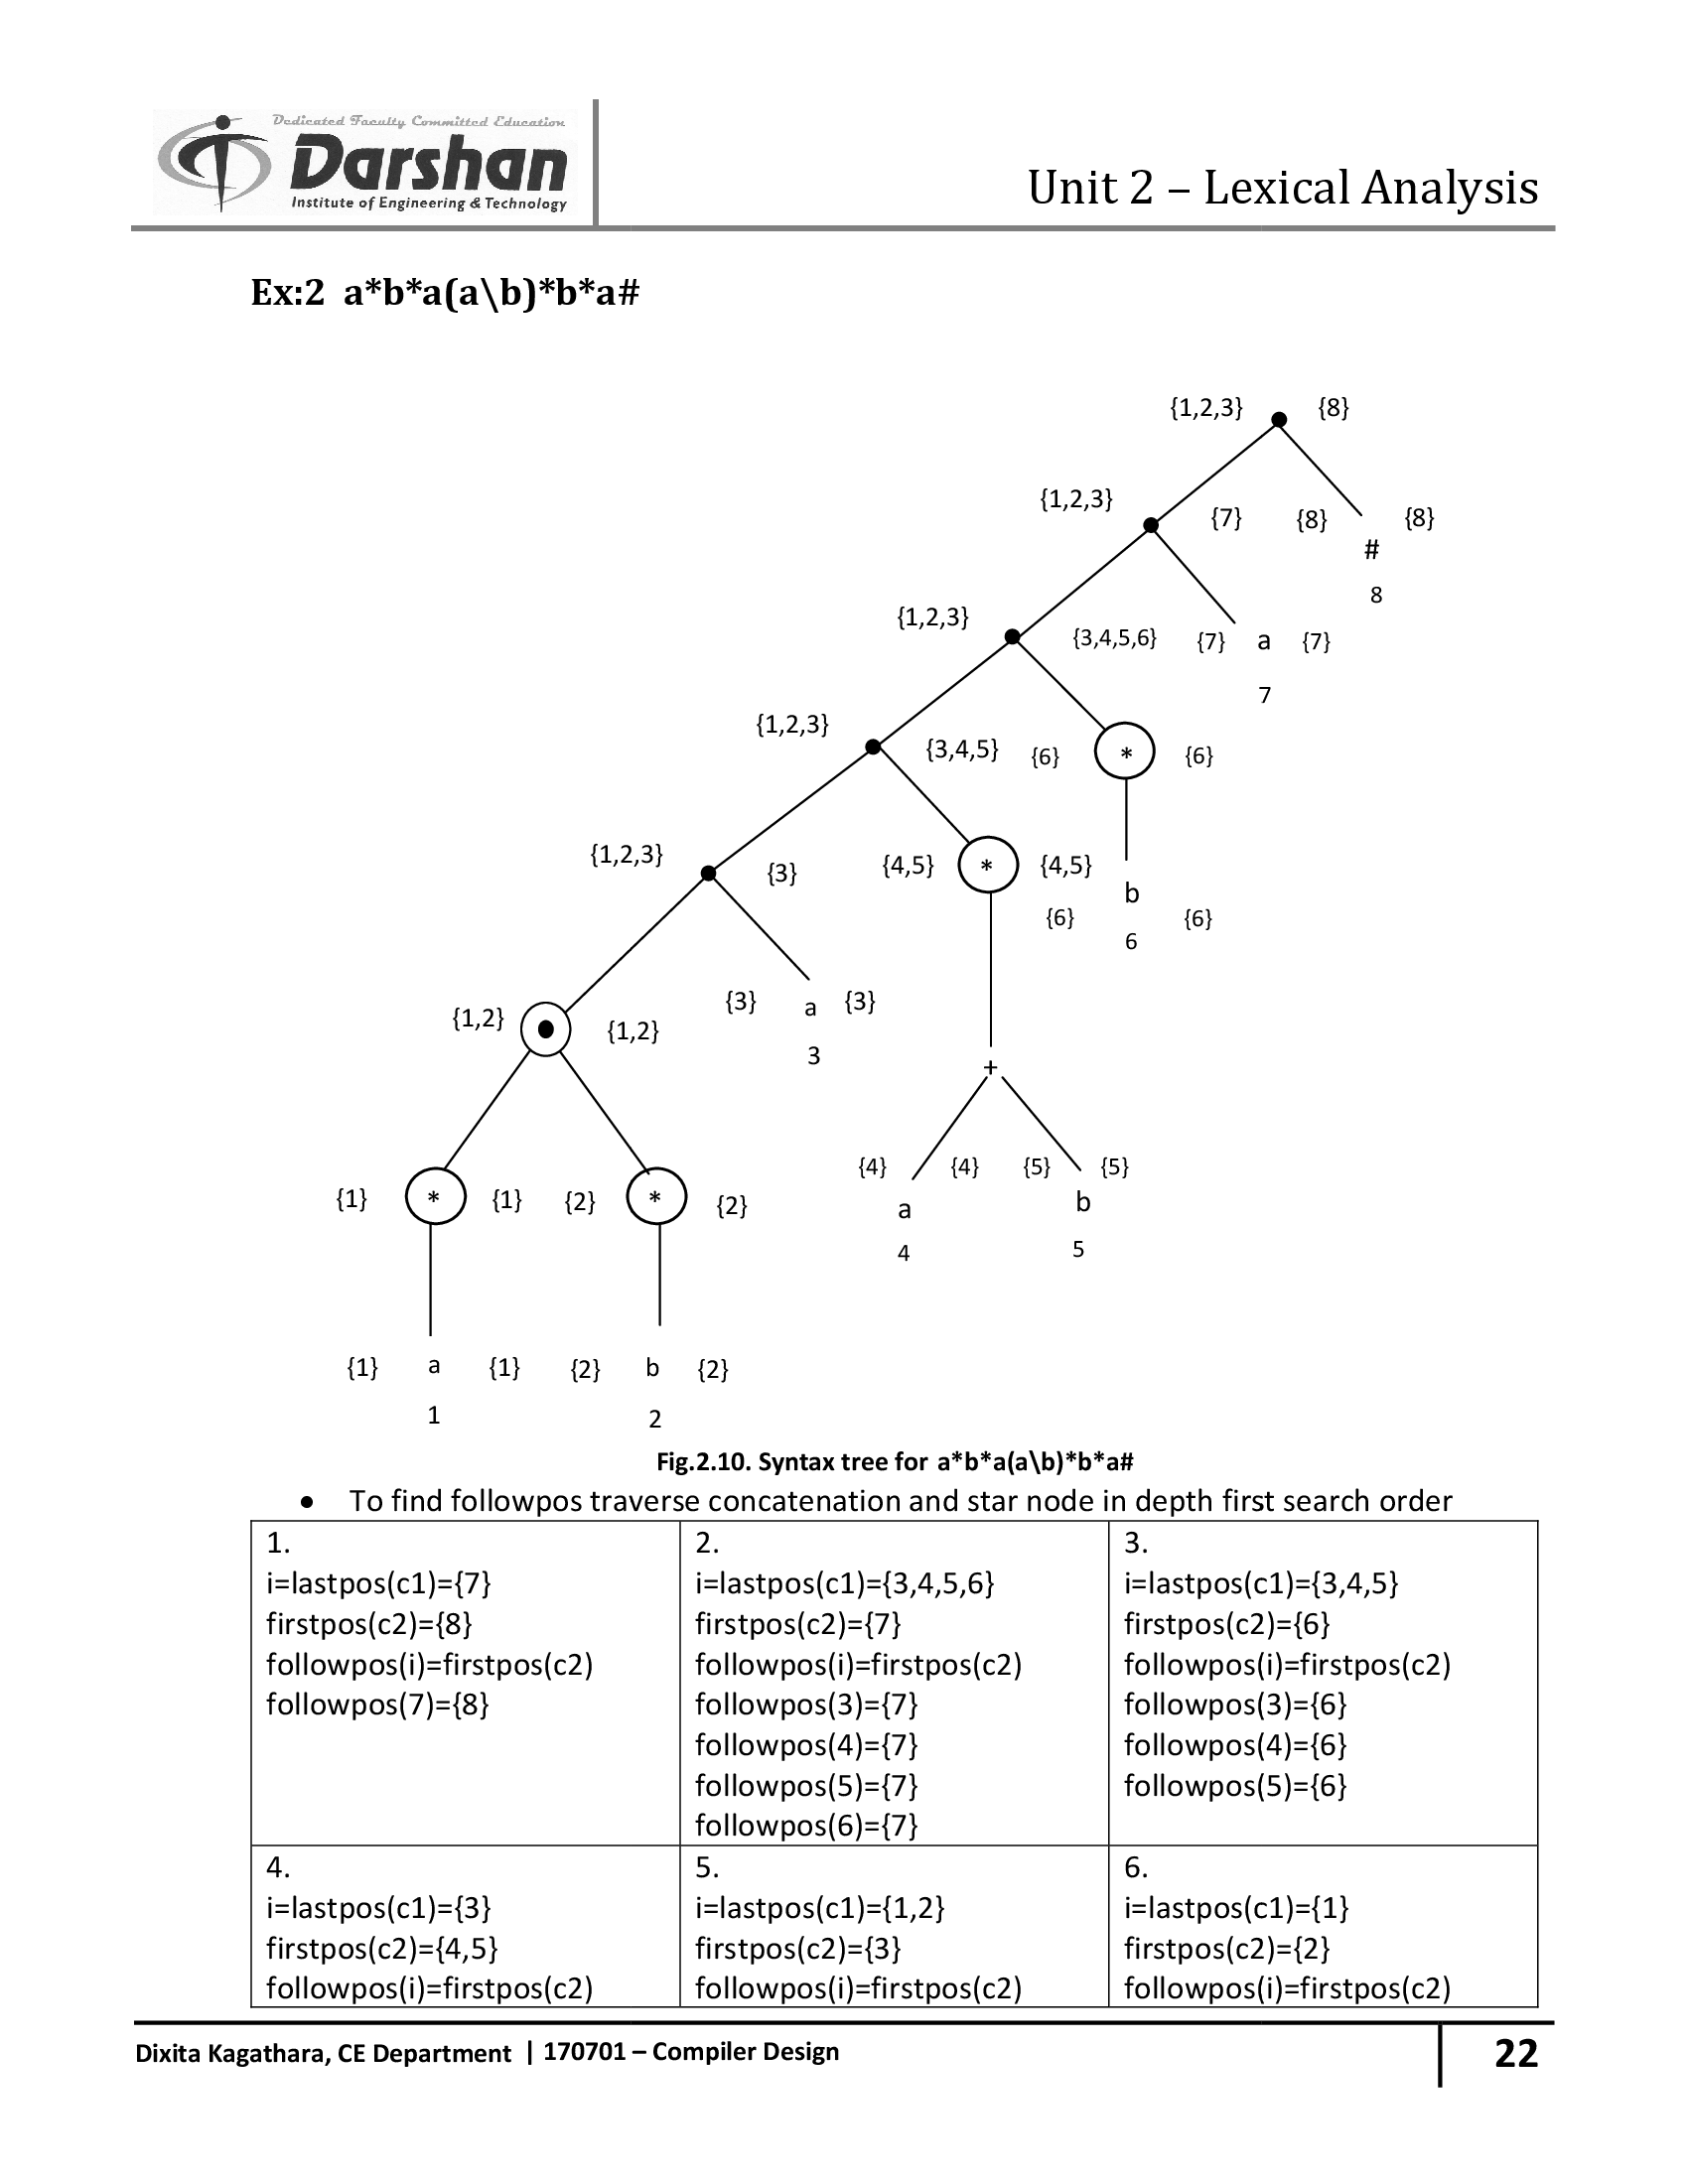 Dedicated Faculty Committed Education
Darshan
Institute of Engineering & Technology
Unit 2 – Lexical Analysis
Ex:2 a*b*a(a\b)*b*a#
{1,2,3} {8}
{1,2,3} {7} {8} {8}
#
8
{1,2,3} {3,4,5,6} {7} a {7}
7
{1,2,3} {3,4,5} {6} * {6}
{1,2,3} {3} {4,5} * {4,5} b
{6} {6}
6
{3} a {3}
3
{1,2} {1,2}
+
{4} {4} {5} {5}
a b
4 5
{1} * {1} {2} * {2}
{1} a {1} {2} b {2}
1 2
Fig.2.10. Syntax tree for a*b*a(a\b)*b*a#
• To find followpos traverse concatenation and star node in depth first search order
1.
i=lastpos(c1)={7}
firstpos(c2)={8}
followpos(i)=firstpos(c2)
followpos(7)={8}
2.
i=lastpos(c1)={3,4,5,6}
firstpos(c2)={7}
followpos(i)=firstpos(c2)
followpos(3)={7}
followpos(4)={7}
followpos(5)={7}
followpos(6)={7}
3.
i=lastpos(c1)={3,4,5}
firstpos(c2)={6}
followpos(i)=firstpos(c2)
followpos(3)={6}
followpos(4)={6}
followpos(5)={6}
4.
i=lastpos(c1)={3}
firstpos(c2)={4,5}
followpos(i)=firstpos(c2)
5.
i=lastpos(c1)={1,2}
firstpos(c2)={3}
followpos(i)=firstpos(c2)
6.
i=lastpos(c1)={1}
firstpos(c2)={2}
followpos(i)=firstpos(c2)
Dixita Kagathara, CE Department | 170701 – Compiler Design
22